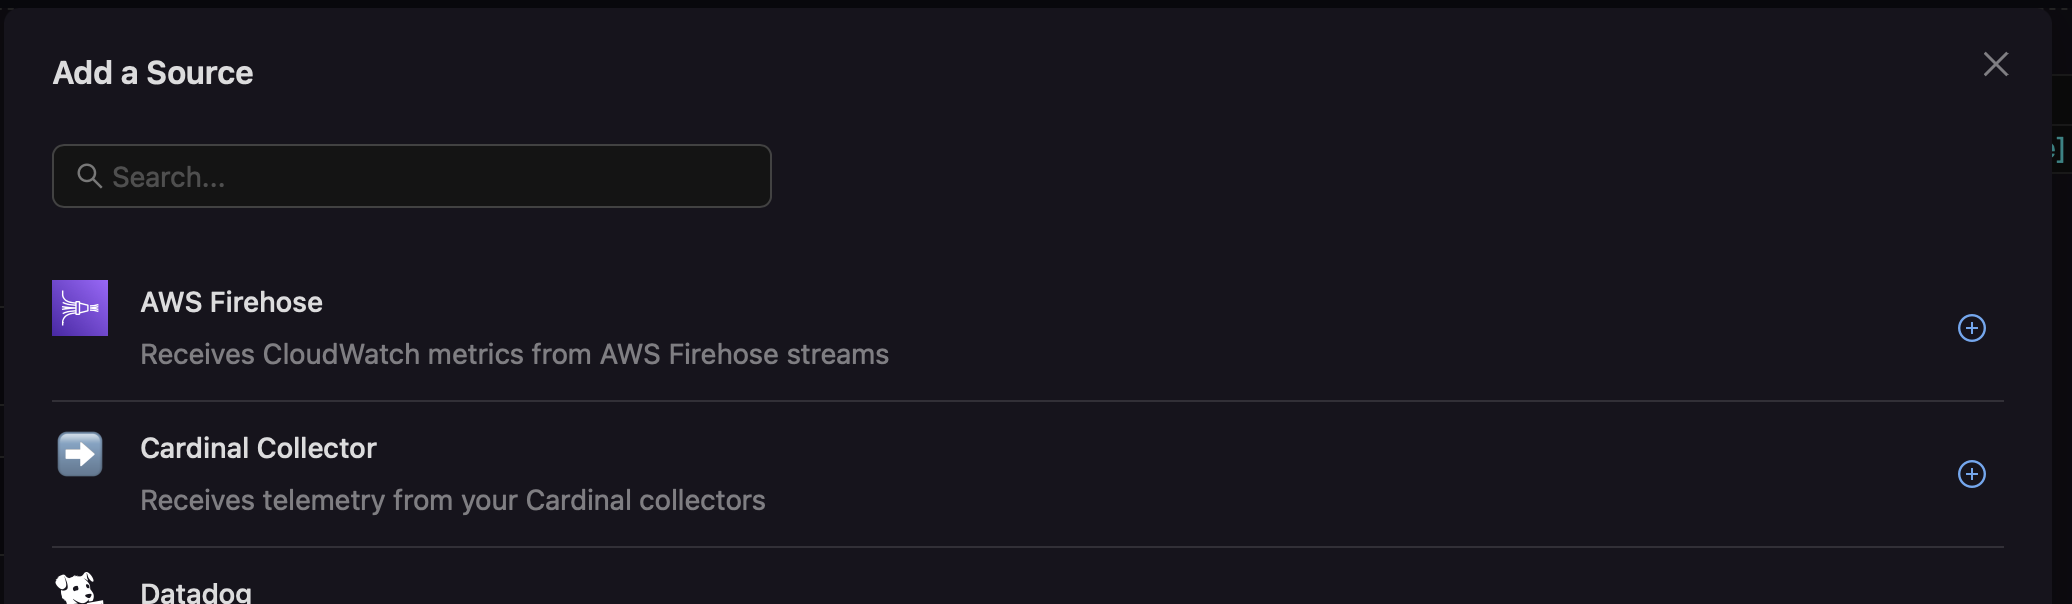 Add a Source
Search...
AWS Firehose
Receives CloudWatch metrics from AWS Firehose streams
Cardinal Collector
Receives telemetry from your Cardinal collectors
Datadog